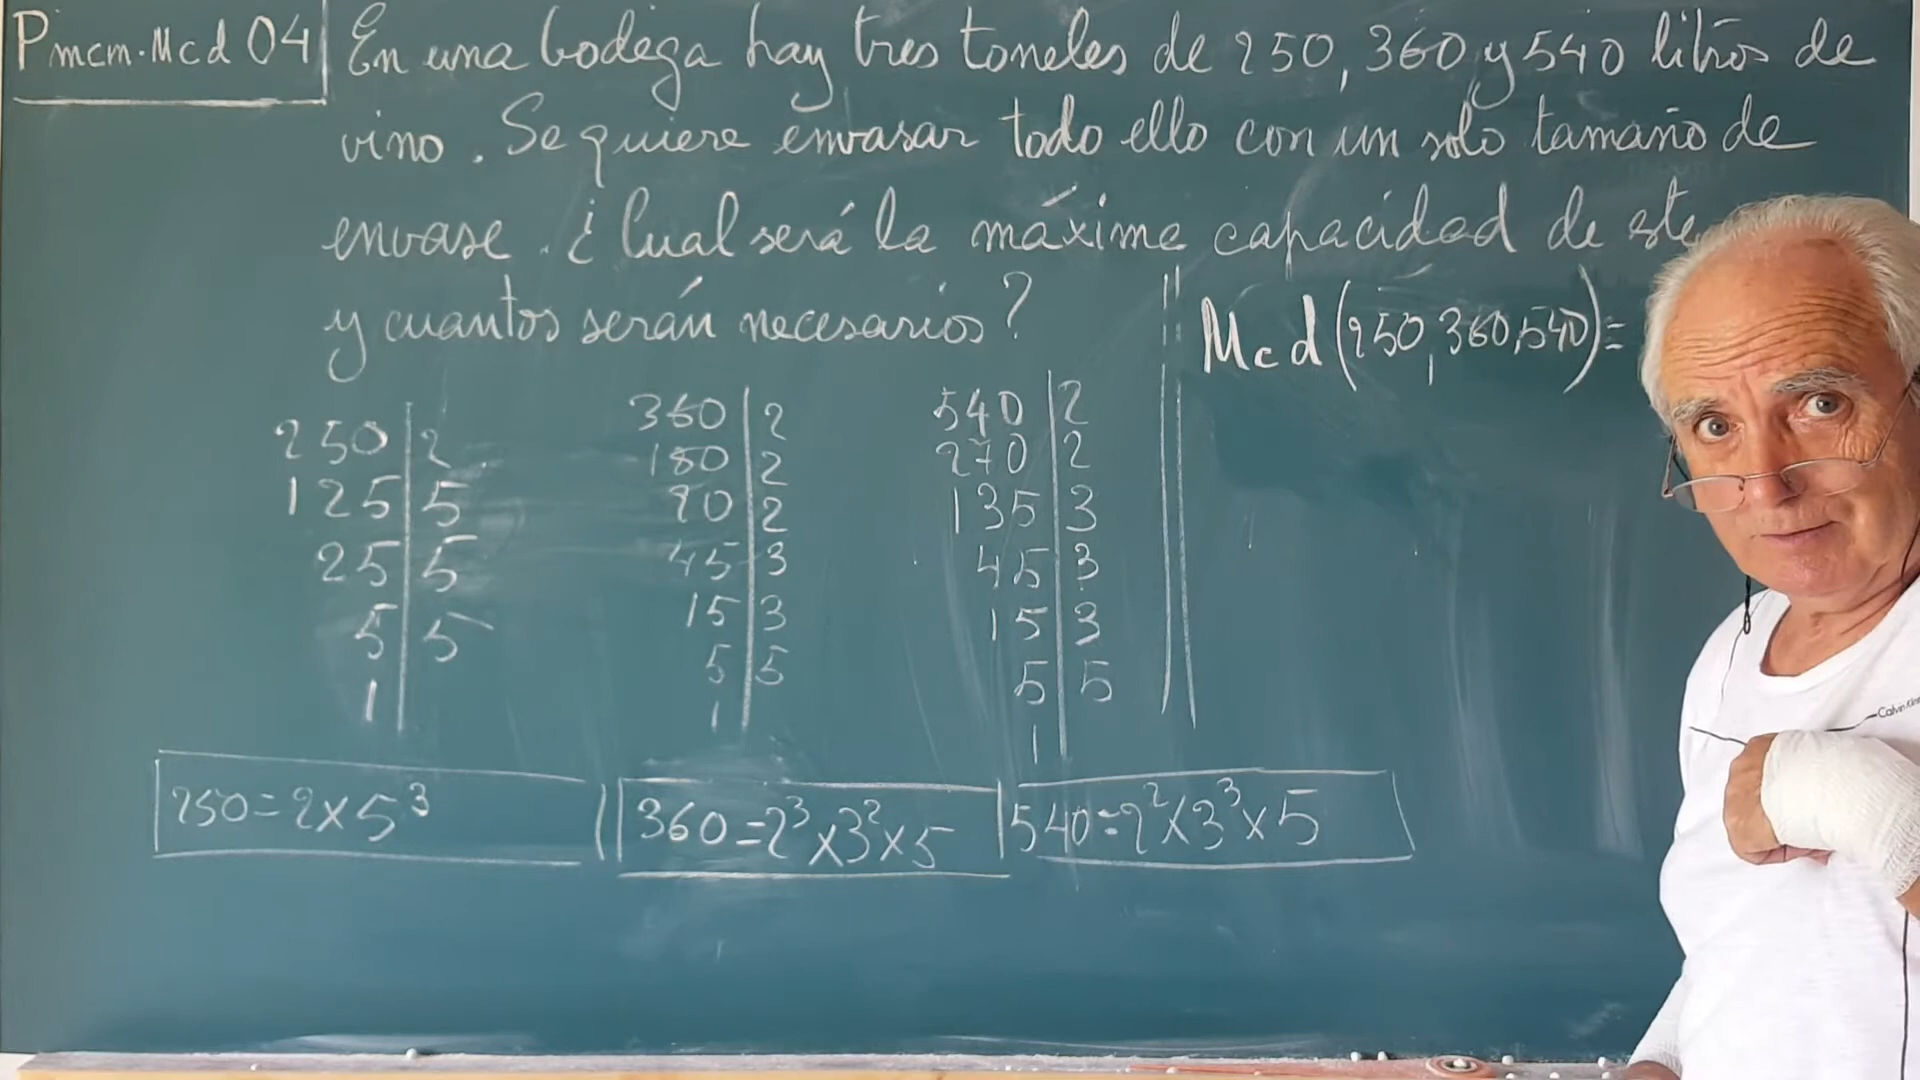 Pmcm.Mcd 04
En una bodega hay tres toneles de 250, 360 y 540 litros de
vino. Se quiere envasar todo ello con un solo tamaño de
envase. ¿Cual será la máxima capacidad de este
y cuantos serán necesarios?
Mcd(250,360,540)=
250 | 2
125 | 5
25 | 5
5 | 5
1
360 | 2
180 | 2
90 | 2
45 | 3
15 | 3
5 | 5
1
540 | 2
270 | 2
135 | 3
45 | 3
15 | 3
5 | 5
1
250=2x5³
360=2³x3²x5
540=2²x3³x5
Calvin Klein